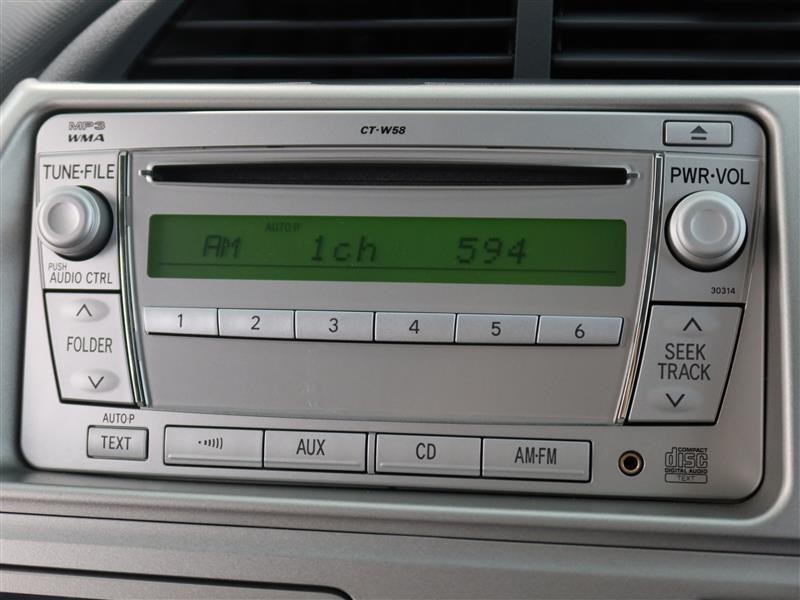 MP3
WMA
CT-W58
TUNE·FILE
PWR·VOL
AUTO·P
AM 1ch 594
PUSH
AUDIO CTRL
30314
1 2 3 4 5 6
FOLDER
SEEK
TRACK
AUTO·P
TEXT
AUX
CD
AM·FM
COMPACT
disc
DIGITAL AUDIO
TEXT